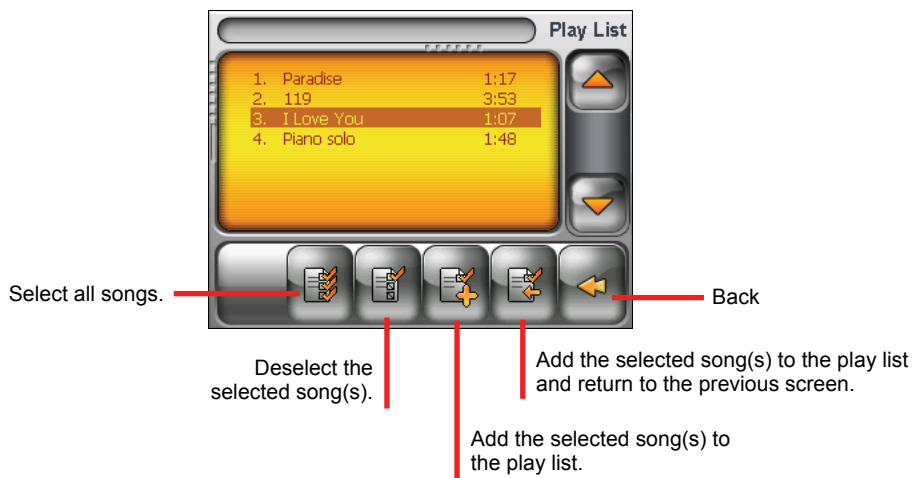 Play List
1. Paradise 1:17
2. 119 3:53
3. I Love You 1:07
4. Piano solo 1:48
Select all songs.
Back
Deselect the
selected song(s).
Add the selected song(s) to the play list
and return to the previous screen.
Add the selected song(s) to
the play list.